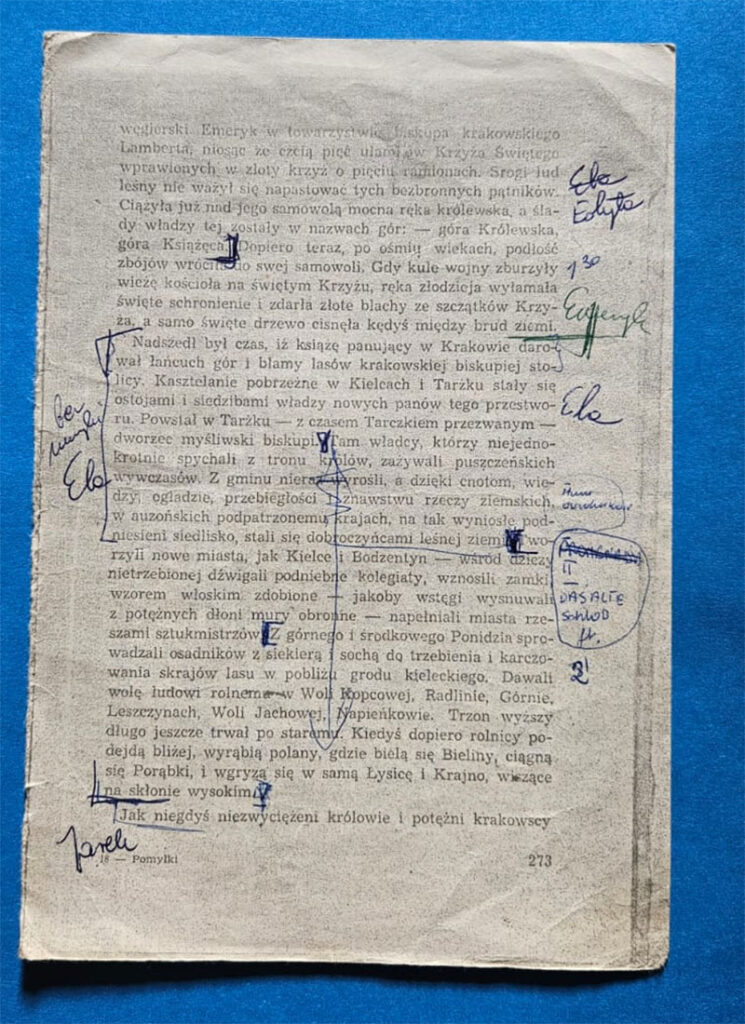 węgierski Emeryk w towarzystwie biskupa krakowskiego
Lamberta, niosąc ze czcią pięć ułamków Krzyża Świętego
wprawionych w złoty krzyż o pięciu ramionach. Srogi lud
leśny nie ważył się napastować tych bezbronnych pątników.
Ciążyła już nad jego samowolą mocna ręka królewska, a śla-
dy władzy tej zostały w nazwach gór: — góra Królewska,
góra Książęca. Dopiero teraz, po ośmiu wiekach, podłość
zbójów wróciła do swej samowoli. Gdy kule wojny zburzyły
wieżę kościoła na świętym Krzyżu, ręka złodzieja wyłamała
święte schronienie i zdarła złote blachy ze szczątków Krzy-
ża, a samo święte drzewo cisnęła kędyś między brud ziemi.
Nadszedł był czas, iż książę panujący w Krakowie daro-
wał łańcuch gór i błamy lasów krakowskiej biskupiej sto-
licy. Kasztelanie pobrzeżne w Kielcach i Tarżku stały się
ostojami i siedzibami władzy nowych panów tego przestwo-
ru. Powstał w Tarżku — z czasem Tarczkiem przezwanym —
dworzec myśliwski biskupi. Tam władcy, którzy niejedno-
krotnie spychali z tronu królów, zażywali puszczeńskich
wywczasów. Z gminu nieraz wyrośli, a dzięki cnotom, wie-
dzy, ogładzie, przebiegłości i znawstwu rzeczy ziemskich,
w auzońskich podpatrzonemu krajach, na tak wyniosłe pod-
niesieni siedlisko, stali się dobroczyńcami leśnej ziemi. Two-
rzyli nowe miasta, jak Kielce i Bodzentyn — wśród dziczy
nietrzebionej dźwigali podniebne kolegiaty, wznosili zamki
wzorem włoskim zdobione — jakoby wstęgi wysnuwali
z potężnych dłoni mury obronne — napełniali miasta rze-
szami sztukmistrzów. Z górnego i środkowego Ponidzia spro-
wadzali osadników z siekierą i sochą do trzebienia i karczo-
wania skrajów lasu w pobliżu grodu kieleckiego. Dawali
wolę ludowi rolnemu w Woli Kopcowej, Radlinie, Górnie,
Leszczynach, Woli Jachowej, Napieńkowie. Trzon wyższy
długo jeszcze trwał po staremu. Kiedyś dopiero rolnicy po-
dejdą bliżej, wyrąbią polany, gdzie bielą się Bieliny, ciągną
się Porąbki, i wgryzą się w samą Łysicę i Krajno, wiszące
na skłonie wysokim.
Jak niegdyś niezwyciężeni królowie i potężni krakowscy
18 — Pomyłki
273
Ela
Edyta
1 30
Ela
II
DAS ALTE
SCHLOD
2'
bez
muzyki
Ela
Jarek